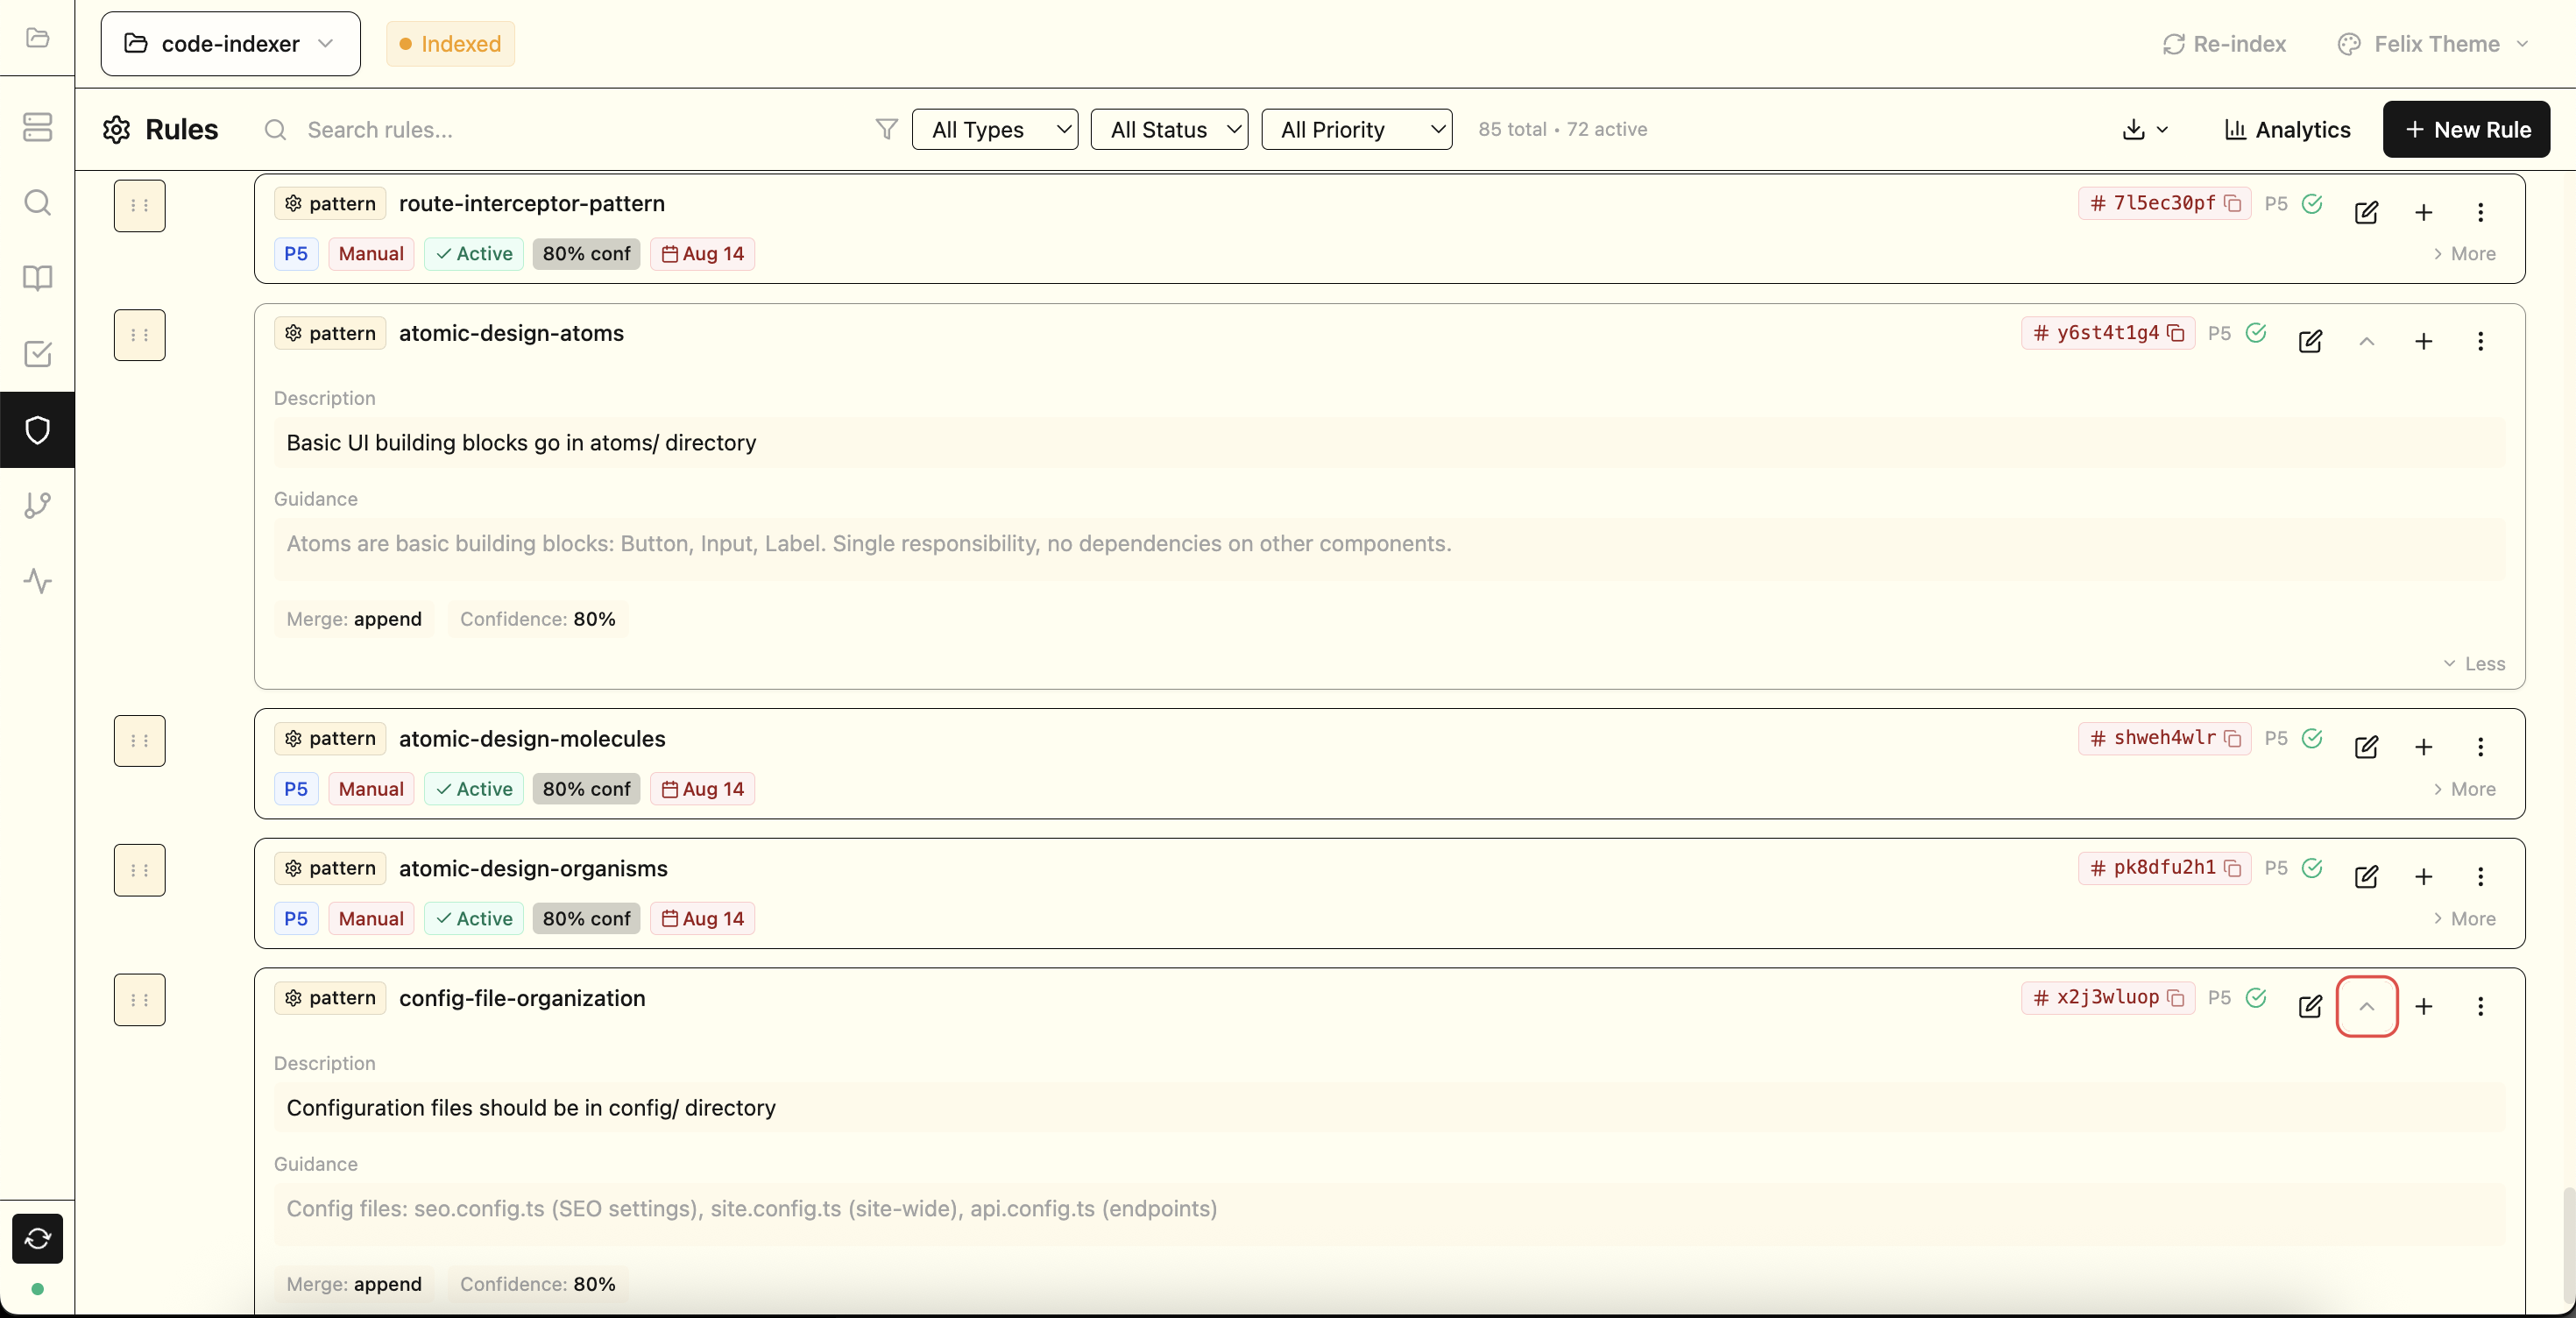 code-indexer
Indexed
Re-index
Felix Theme
Rules
Search rules...
All Types
All Status
All Priority
85 total • 72 active
Analytics
+ New Rule
pattern
route-interceptor-pattern
# 7l5ec30pf
P5
P5
Manual
Active
80% conf
Aug 14
More
pattern
atomic-design-atoms
# y6st4t1g4
P5
Description
Basic UI building blocks go in atoms/ directory
Guidance
Atoms are basic building blocks: Button, Input, Label. Single responsibility, no dependencies on other components.
Merge: append
Confidence: 80%
Less
pattern
atomic-design-molecules
# shweh4wlr
P5
P5
Manual
Active
80% conf
Aug 14
More
pattern
atomic-design-organisms
# pk8dfu2h1
P5
P5
Manual
Active
80% conf
Aug 14
More
pattern
config-file-organization
# x2j3wluop
P5
Description
Configuration files should be in config/ directory
Guidance
Config files: seo.config.ts (SEO settings), site.config.ts (site-wide), api.config.ts (endpoints)
Merge: append
Confidence: 80%